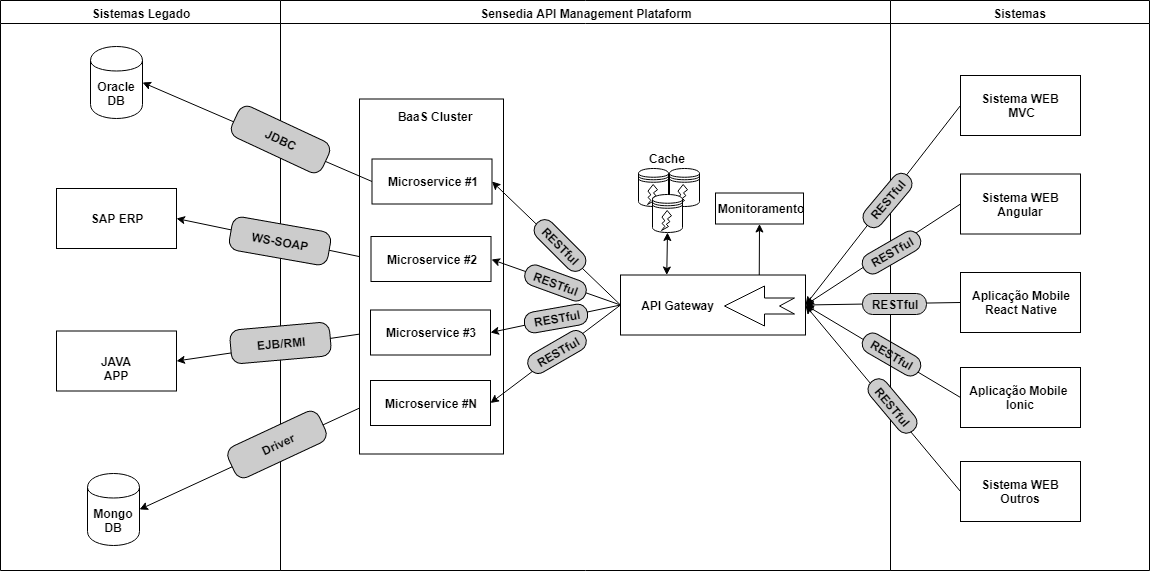 Sistemas Legado
Sensedia API Management Plataform
Sistemas
Oracle
DB
JDBC
SAP ERP
WS-SOAP
JAVA
APP
EJB/RMI
Mongo
DB
Driver
BaaS Cluster
Microservice #1
Microservice #2
Microservice #3
Microservice #N
RESTful
RESTful
RESTful
RESTful
Cache
Monitoramento
API Gateway
RESTful
RESTful
RESTful
RESTful
RESTful
Sistema WEB
MVC
Sistema WEB
Angular
Aplicação Mobile
React Native
Aplicação Mobile
Ionic
Sistema WEB
Outros